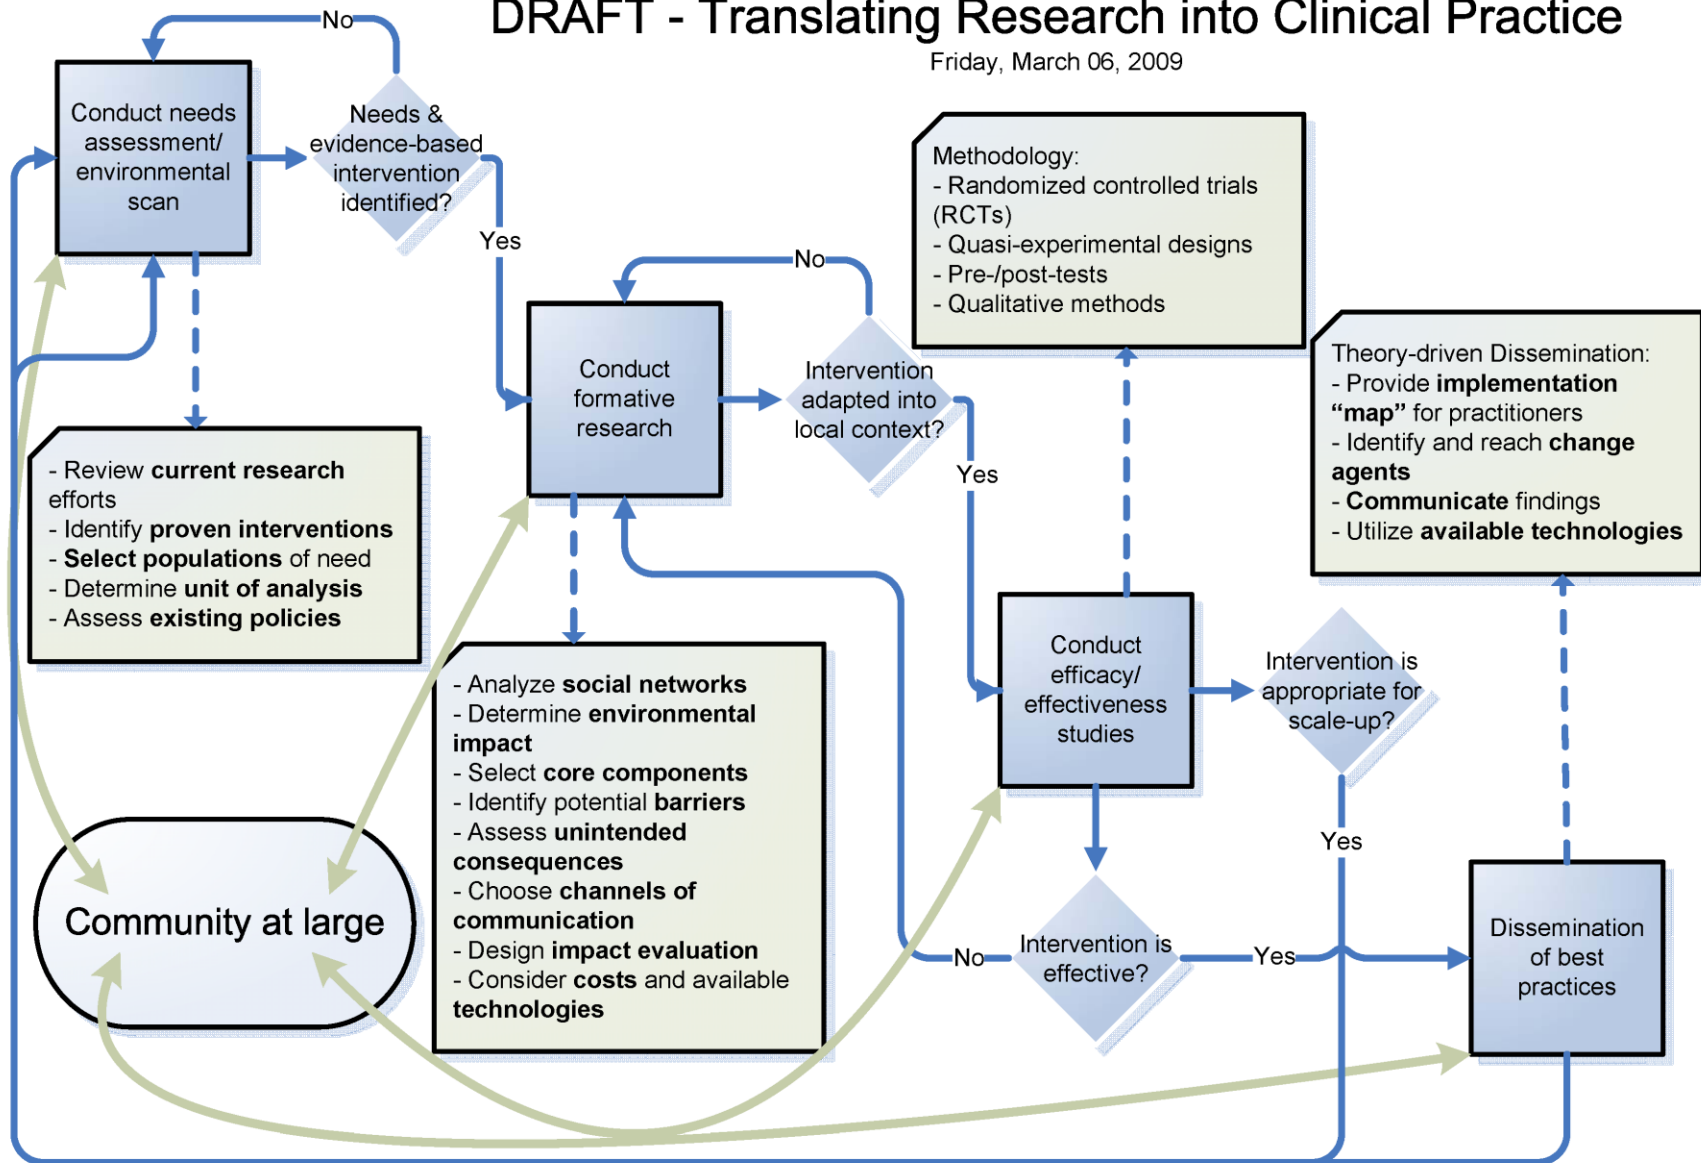 DRAFT - Translating Research into Clinical Practice
Friday, March 06, 2009
No
Conduct needs
assessment/
environmental
scan
Needs &
evidence-based
intervention
identified?
Yes
- Review current research
efforts
- Identify proven interventions
- Select populations of need
- Determine unit of analysis
- Assess existing policies
No
Conduct
formative
research
Intervention
adapted into
local context?
Yes
- Analyze social networks
- Determine environmental
impact
- Select core components
- Identify potential barriers
- Assess unintended
consequences
- Choose channels of
communication
- Design impact evaluation
- Consider costs and available
technologies
Methodology:
- Randomized controlled trials
(RCTs)
- Quasi-experimental designs
- Pre-/post-tests
- Qualitative methods
Conduct
efficacy/
effectiveness
studies
Intervention is
appropriate for
scale-up?
Yes
No
Intervention is
effective?
Yes
Theory-driven Dissemination:
- Provide implementation
“map” for practitioners
- Identify and reach change
agents
- Communicate findings
- Utilize available technologies
Dissemination
of best
practices
Community at large